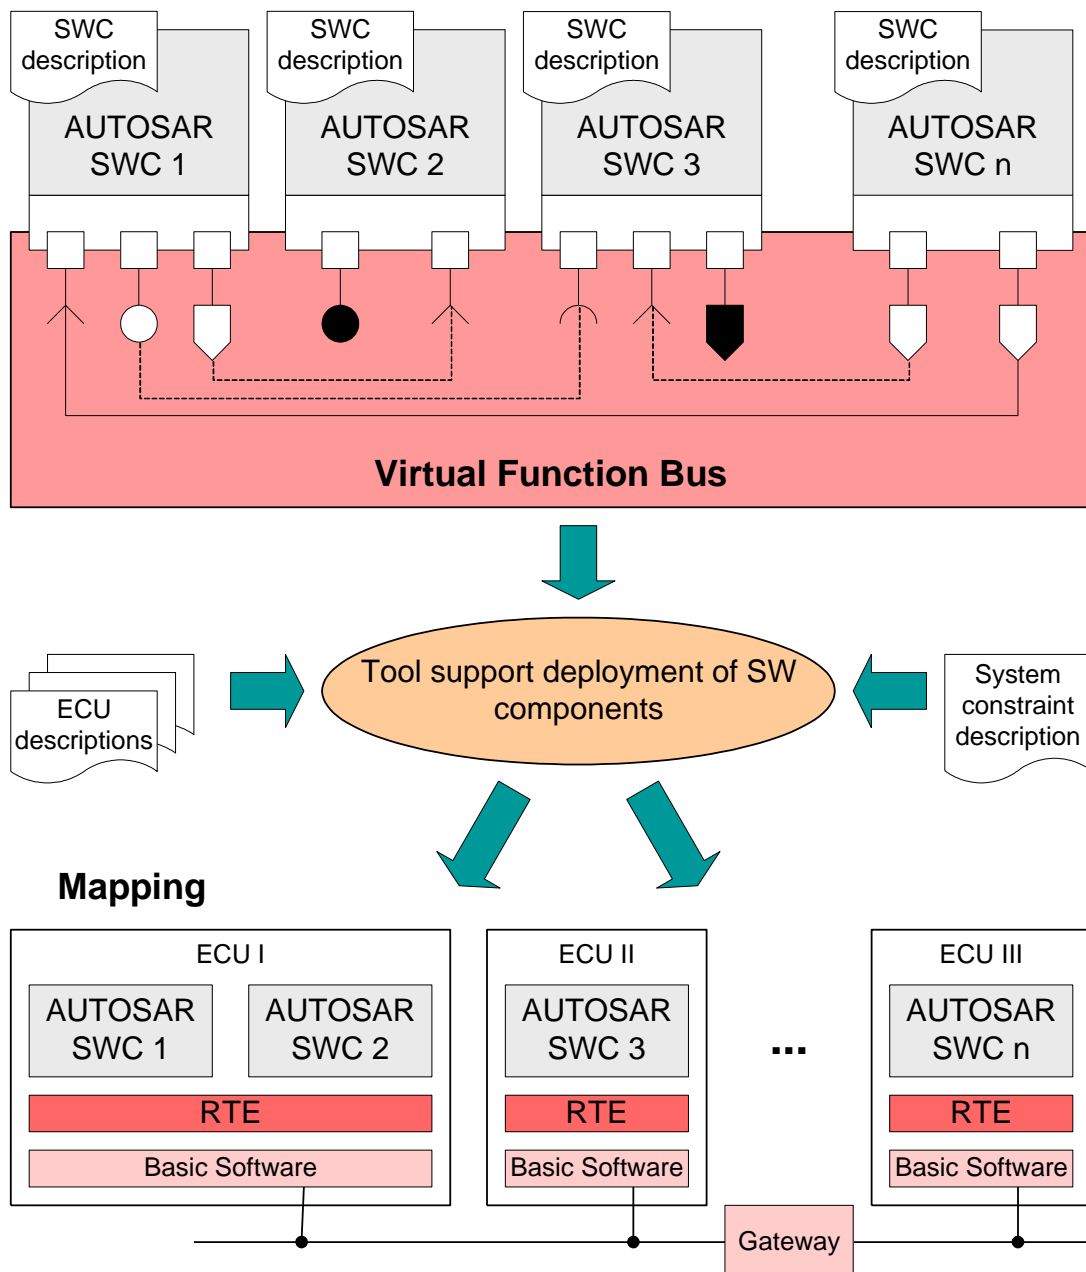 SWC
description
AUTOSAR
SWC 1
SWC
description
AUTOSAR
SWC 2
SWC
description
AUTOSAR
SWC 3
SWC
description
AUTOSAR
SWC n
Virtual Function Bus
Tool support deployment of SW
components
ECU
descriptions
System
constraint
description
Mapping
ECU I
AUTOSAR
SWC 1
AUTOSAR
SWC 2
RTE
Basic Software
ECU II
AUTOSAR
SWC 3
RTE
Basic Software
...
ECU III
AUTOSAR
SWC n
RTE
Basic Software
Gateway